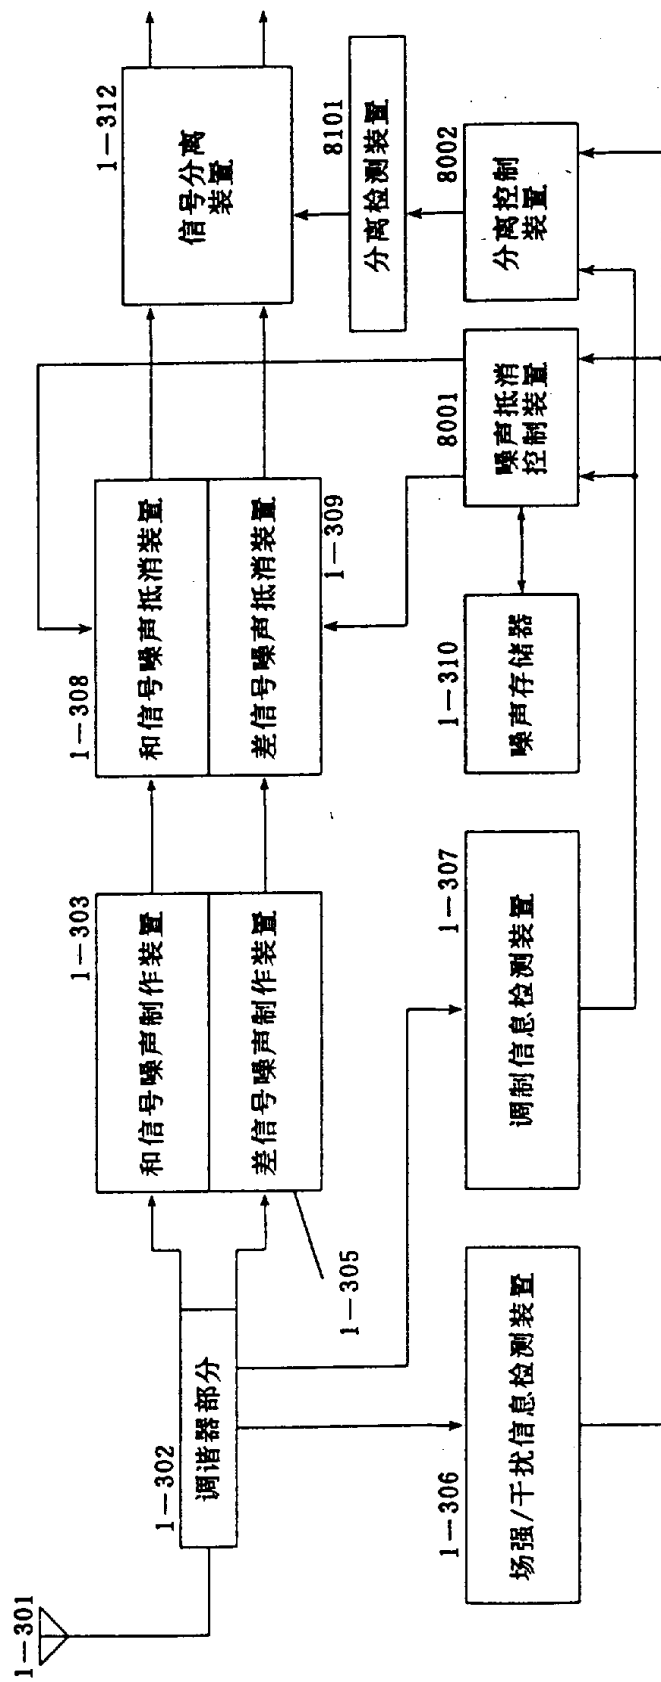 1-301
1-302
调谐器部分
1-303
和信号噪声制作装置
差信号噪声制作装置
1-305
1-308
和信号噪声抵消装置
差信号噪声抵消装置
1-309
1-312
信号分离
装置
1-306
场强/干扰信息检测装置
1-307
调制信息检测装置
1-310
噪声存储器
8001
噪声抵消
控制装置
8101
分离检测装置
8002
分离控制
装置